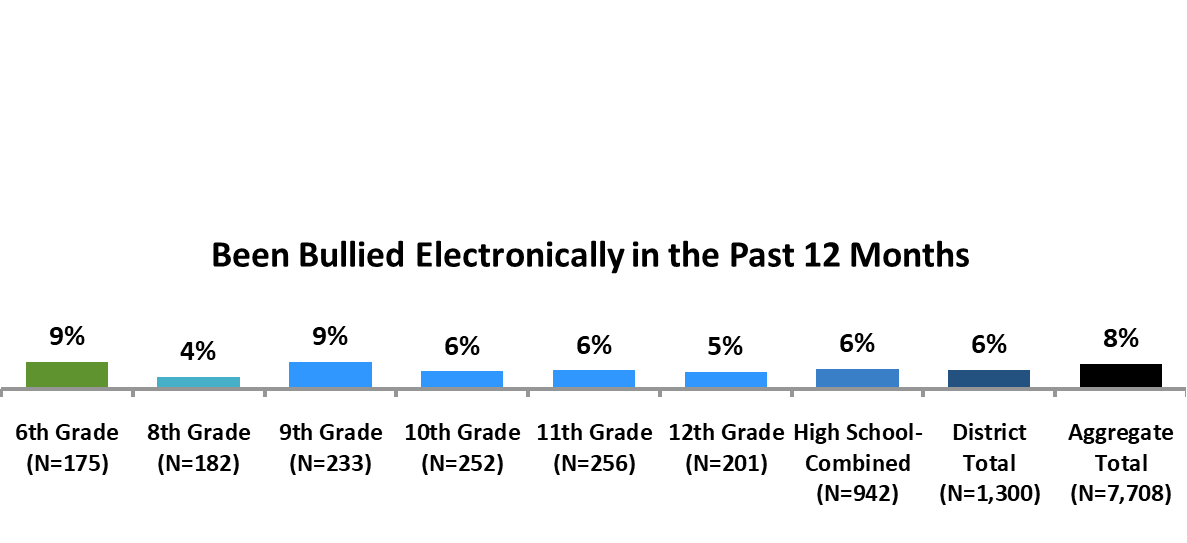 Been Bullied Electronically in the Past 12 Months
9% 4% 9% 6% 6% 5% 6% 6% 8%
6th Grade
(N=175)
8th Grade
(N=182)
9th Grade
(N=233)
10th Grade
(N=252)
11th Grade
(N=256)
12th Grade
(N=201)
High School-
Combined
(N=942)
District
Total
(N=1,300)
Aggregate
Total
(N=7,708)